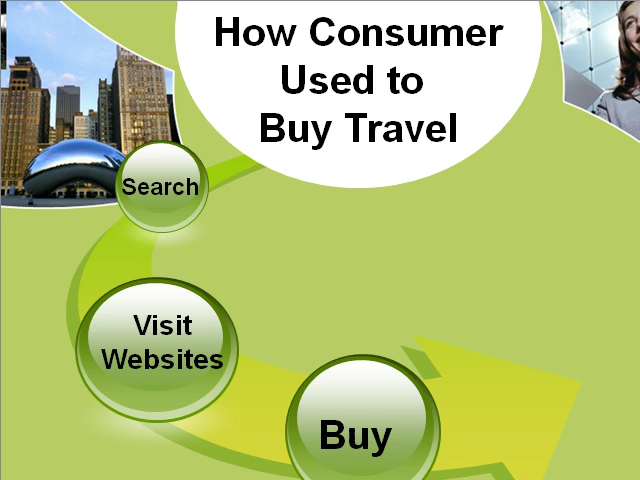 How Consumer
Used to
Buy Travel
Search
Visit
Websites
Buy